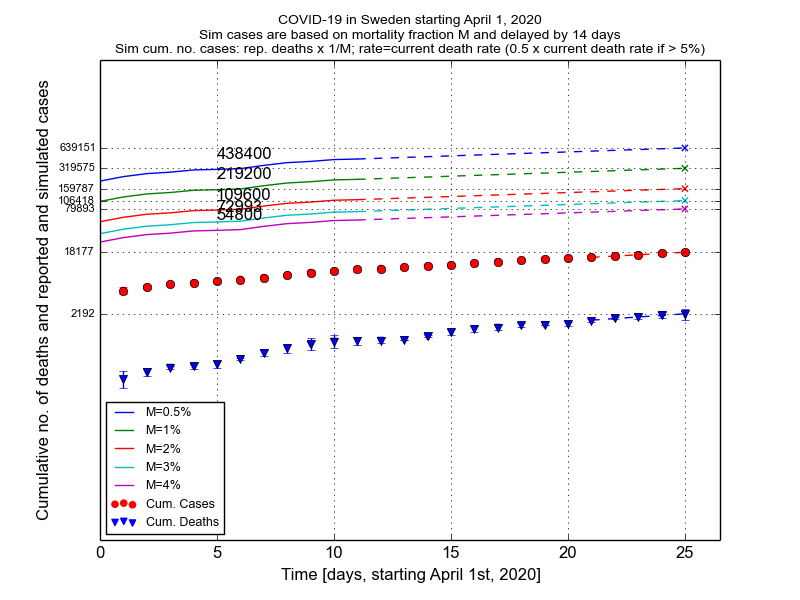 COVID-19 in Sweden starting April 1, 2020
Sim cases are based on mortality fraction M and delayed by 14 days
Sim cum. no. cases: rep. deaths x 1/M; rate=current death rate (0.5 x current death rate if > 5%)
Cumulative no. of deaths and reported and simulated cases
639151
319575
159787
106418
79893
18177
2192
438400
219200
109600
72993
54800
M=0.5%
M=1%
M=2%
M=3%
M=4%
Cum. Cases
Cum. Deaths
0 5 10 15 20 25
Time [days, starting April 1st, 2020]